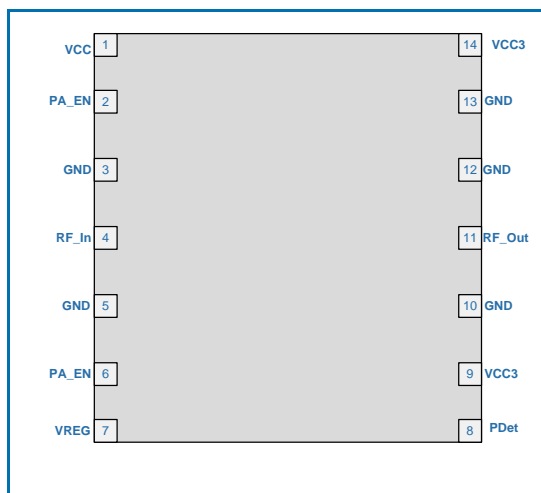 VCC 1 14 VCC3
PA_EN 2 13 GND
GND 3 12 GND
RF_In 4 11 RF_Out
GND 5 10 GND
PA_EN 6 9 VCC3
VREG 7 8 PDet